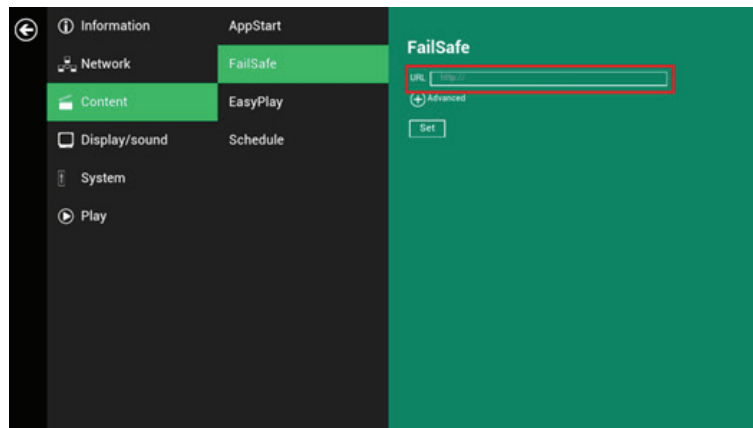 Information
Network
Content
Display/sound
System
Play
AppStart
FailSafe
EasyPlay
Schedule
FailSafe
URL http://
Advanced
Set